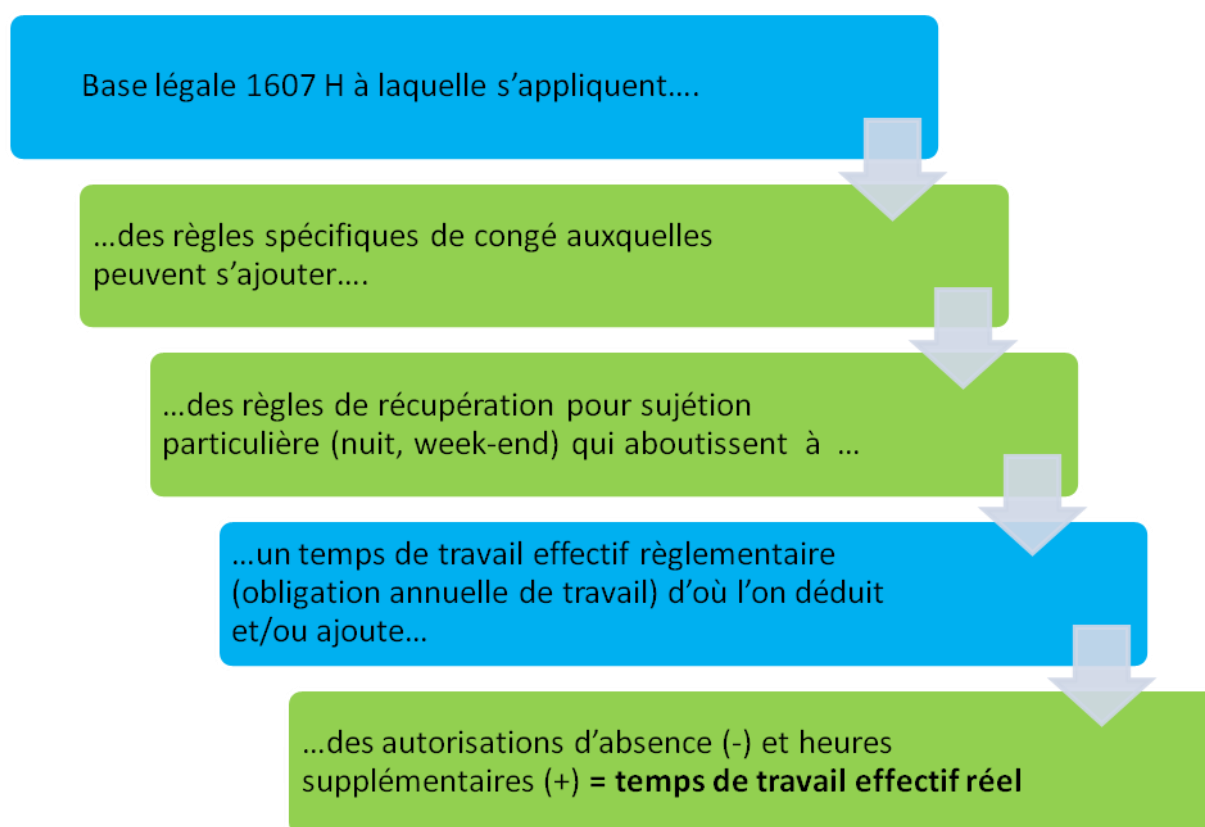 Base légale 1607 H à laquelle s'appliquent....
...des règles spécifiques de congé auxquelles
peuvent s'ajouter....
...des règles de récupération pour sujétion
particulière (nuit, week-end) qui aboutissent à ...
...un temps de travail effectif règlementaire
(obligation annuelle de travail) d'où l'on déduit
et/ou ajoute...
...des autorisations d'absence (-) et heures
supplémentaires (+) = temps de travail effectif réel